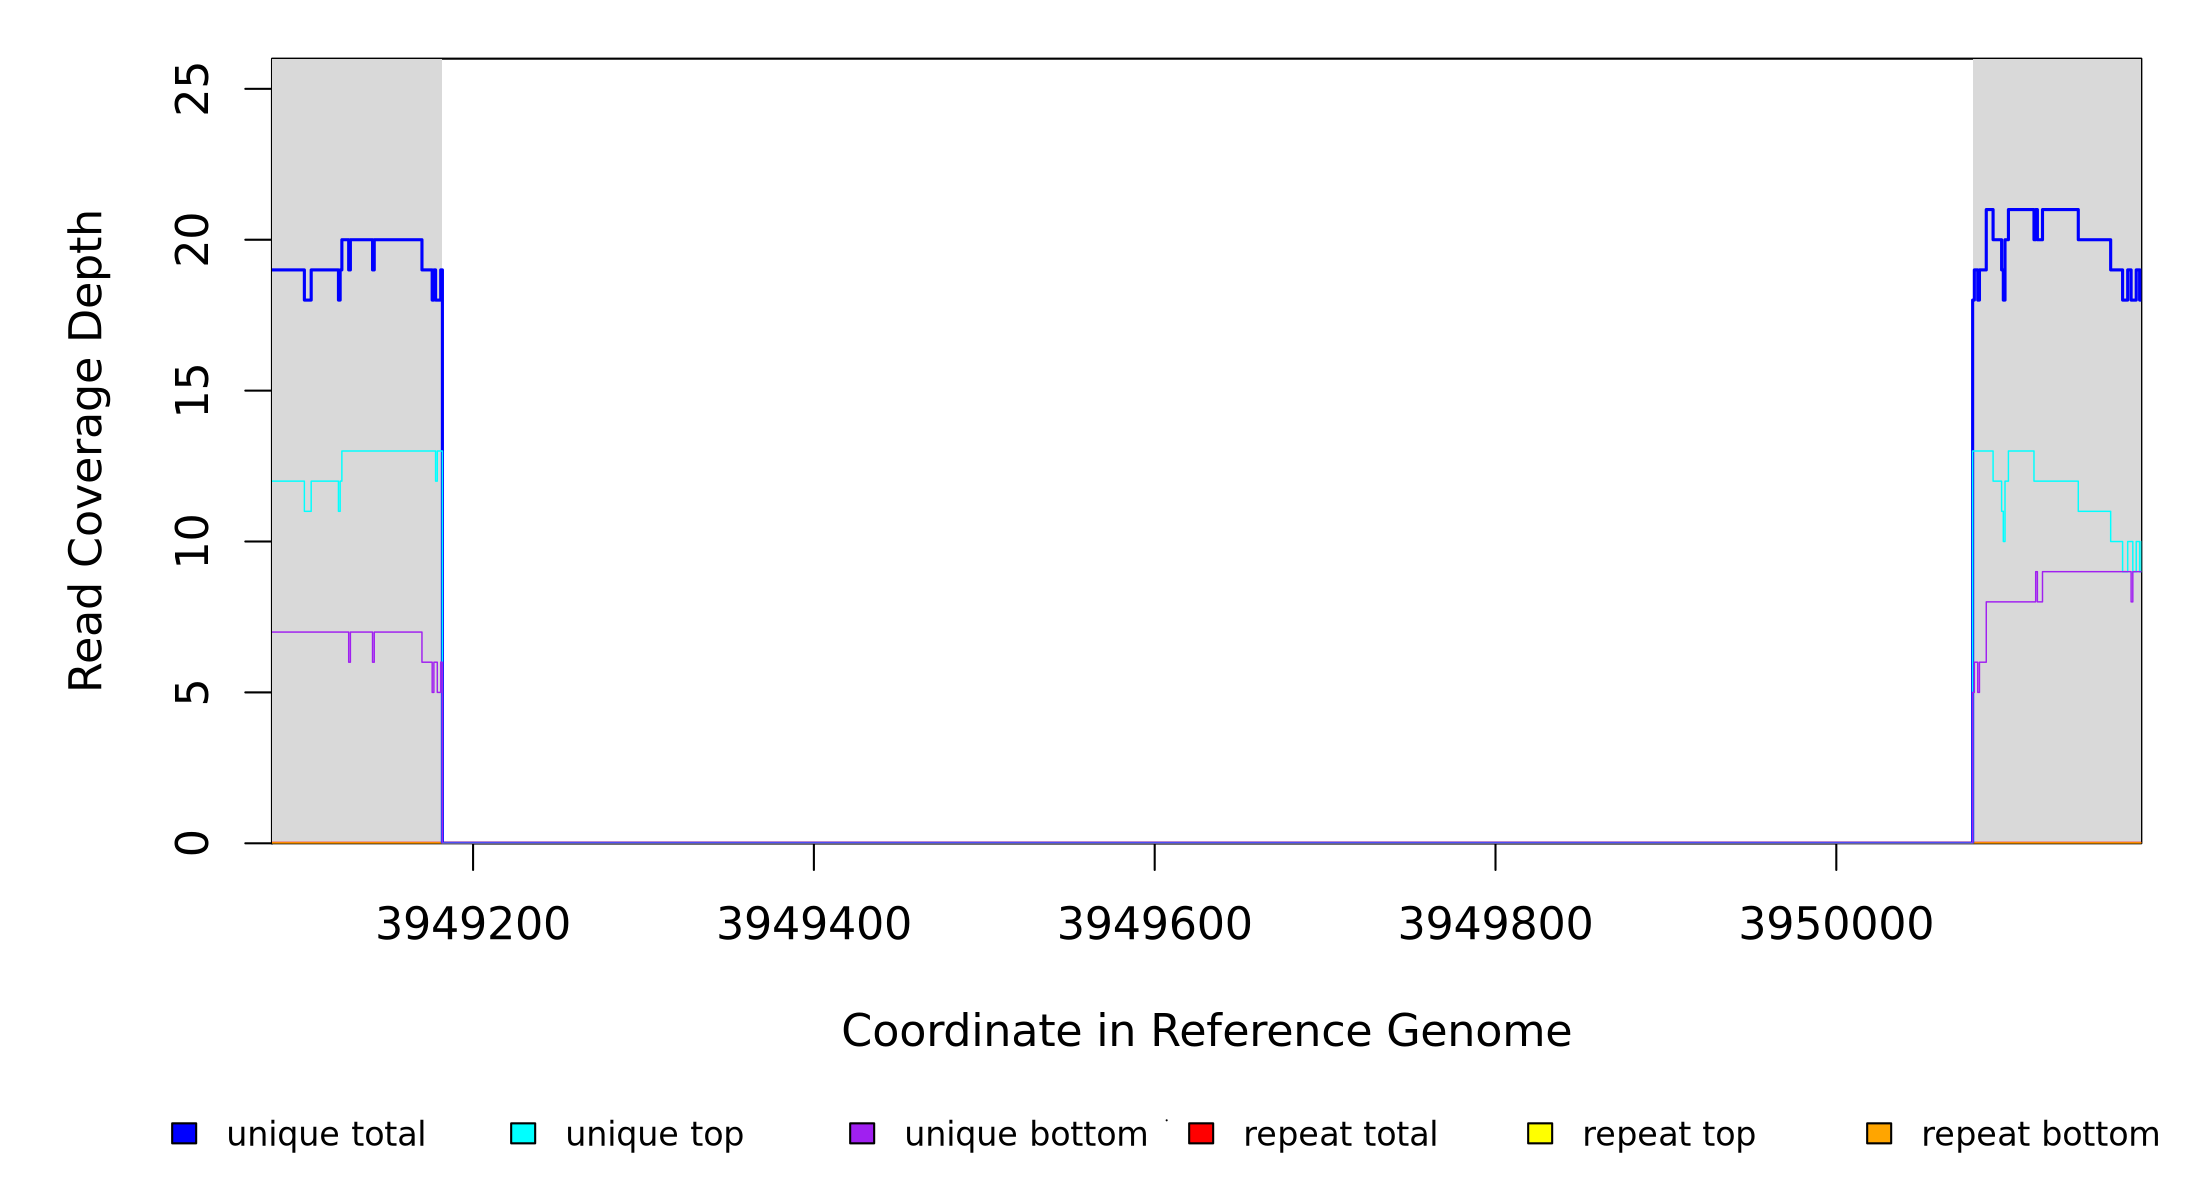 Read Coverage Depth
25
20
15
10
5
0
3949200 3949400 3949600 3949800 3950000
Coordinate in Reference Genome
unique total unique top unique bottom repeat total repeat top repeat bottom